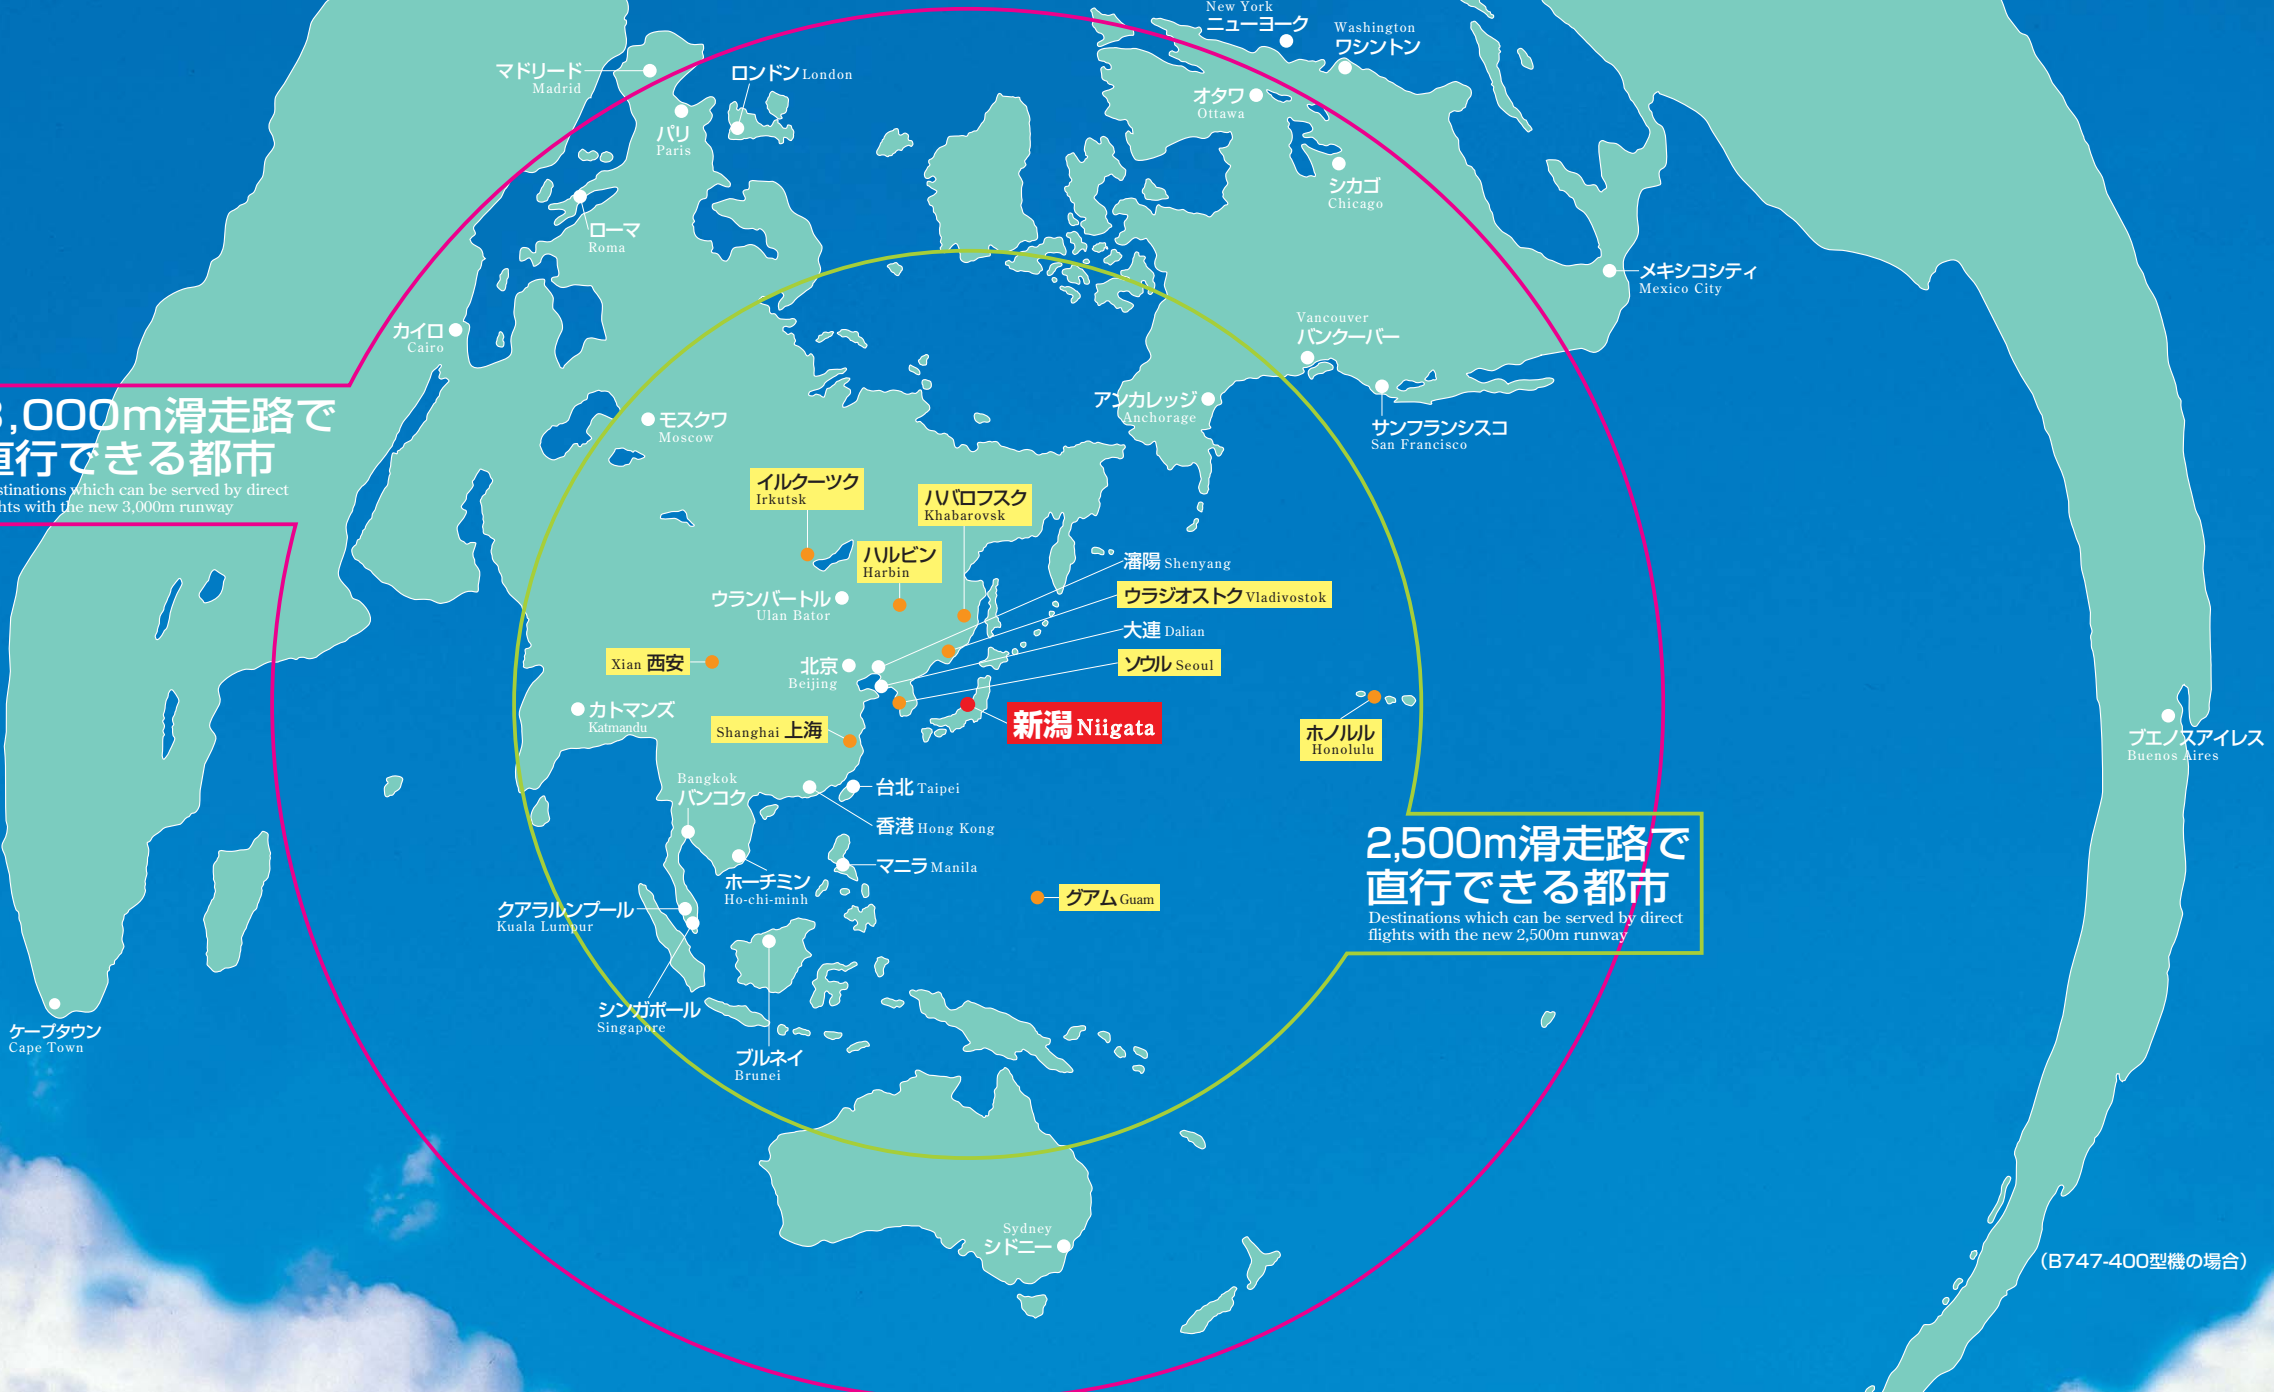 New York
ニューヨーク
Washington
ワシントン
マドリード
Madrid
ロンドン London
パリ
Paris
オタワ
Ottawa
シカゴ
Chicago
ローマ
Roma
メキシコシティ
Mexico City
カイロ
Cairo
Vancouver
バンクーバー
アンカレッジ
Anchorage
サンフランシスコ
San Francisco
3,000m滑走路で
直行できる都市
stinations which can be served by direct
hts with the new 3,000m runway
モスクワ
Moscow
イルクーツク
Irkutsk
ハバロフスク
Khabarovsk
ハルビン
Harbin
瀋陽 Shenyang
ウラジオストク Vladivostok
ウランバートル
Ulan Bator
大連 Dalian
Xian 西安
北京
Beijing
ソウル Seoul
カトマンズ
Katmandu
Shanghai 上海
新潟 Niigata
ホノルル
Honolulu
ブエノスアイレス
Buenos Aires
Bangkok
バンコク
台北 Taipei
香港 Hong Kong
マニラ Manila
ホーチミン
Ho-chi-minh
グアム Guam
クアラルンプール
Kuala Lumpur
2,500m滑走路で
直行できる都市
Destinations which can be served by direct
flights with the new 2,500m runway
シンガポール
Singapore
ブルネイ
Brunei
ケープタウン
Cape Town
Sydney
シドニー
（B747-400型機の場合）